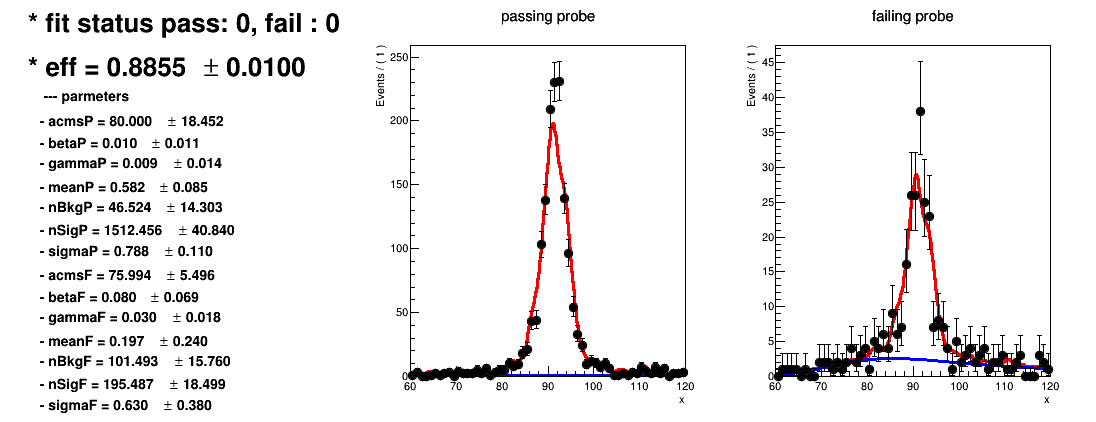 * fit status pass: 0, fail : 0
* eff = 0.8855 ± 0.0100
--- parmeters
- acmsP = 80.000 ± 18.452
- betaP = 0.010 ± 0.011
- gammaP = 0.009 ± 0.014
- meanP = 0.582 ± 0.085
- nBkgP = 46.524 ± 14.303
- nSigP = 1512.456 ± 40.840
- sigmaP = 0.788 ± 0.110
- acmsF = 75.994 ± 5.496
- betaF = 0.080 ± 0.069
- gammaF = 0.030 ± 0.018
- meanF = 0.197 ± 0.240
- nBkgF = 101.493 ± 15.760
- nSigF = 195.487 ± 18.499
- sigmaF = 0.630 ± 0.380
passing probe
Events / ( 1 )
250
200
150
100
50
0
60 70 80 90 100 110 120
x
failing probe
Events / ( 1 )
45
40
35
30
25
20
15
10
5
0
60 70 80 90 100 110 120
x